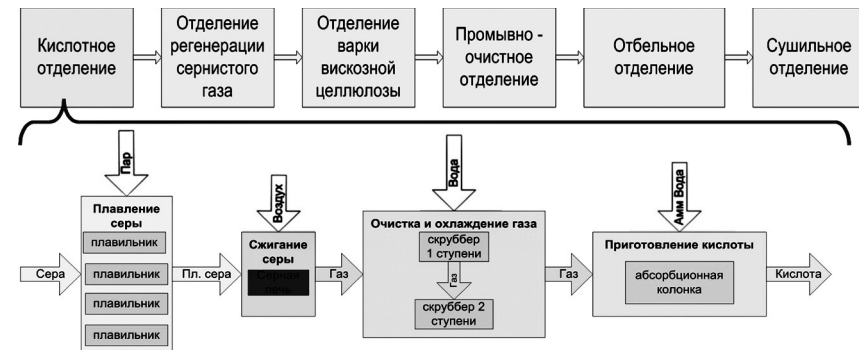 Кислотное
отделение
Отделение
регенерации
сернистого
газа
Отделение
варки
вискозной
целлюлозы
Промывно -
очистное
отделение
Отбельное
отделение
Сушильное
отделение
Пар
Воздух
Вода
Амм Вода
Сера
Плавление
серы
плавильник
плавильник
плавильник
плавильник
Пл. сера
Сжигание
серы
Серная
печь
Газ
Очистка и охлаждение газа
скруббер
1 ступени
Газ
скруббер 2
ступени
Газ
Приготовление кислоты
абсорбционная
колонка
Кислота